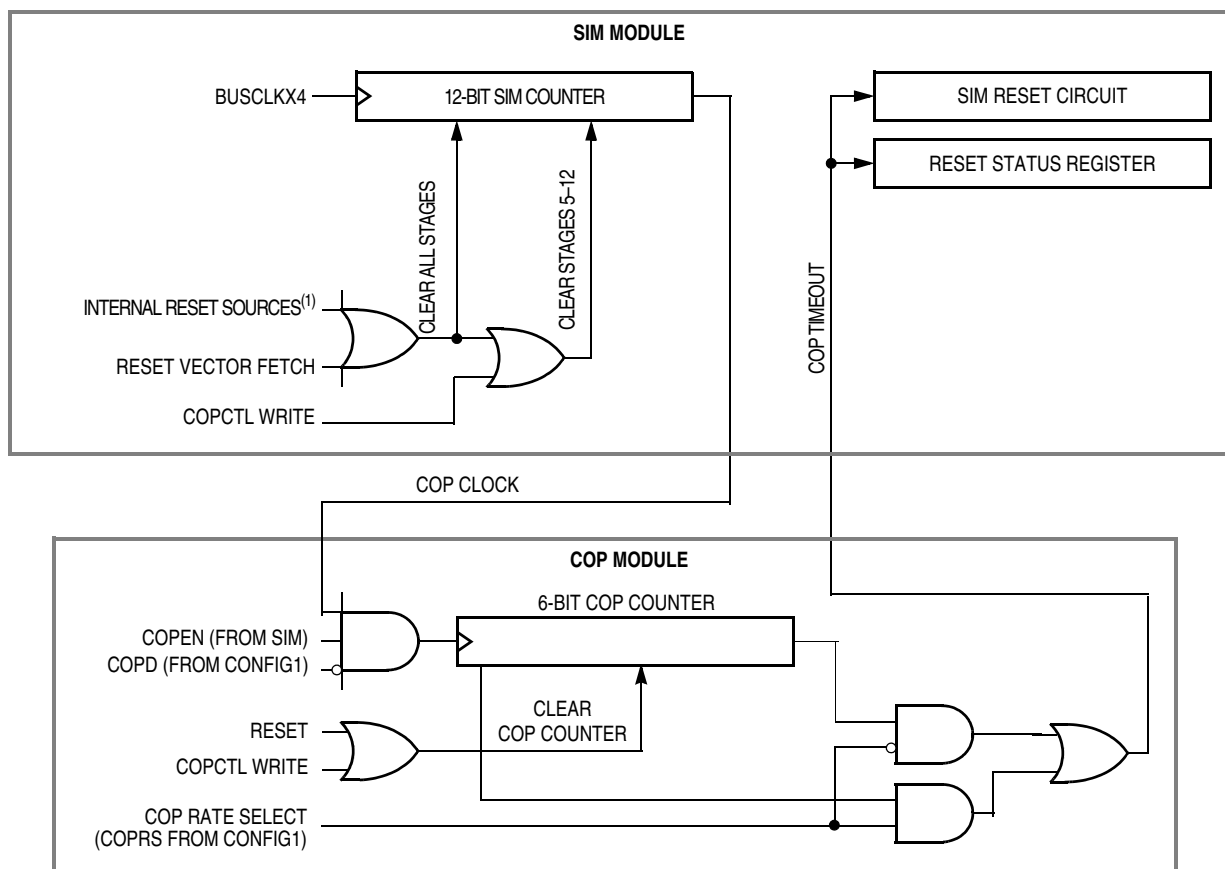 SIM MODULE
BUSCLKX4
12-BIT SIM COUNTER
SIM RESET CIRCUIT
RESET STATUS REGISTER
CLEAR ALL STAGES
CLEAR STAGES 5–12
COP TIMEOUT
INTERNAL RESET SOURCES(1)
RESET VECTOR FETCH
COPCTL WRITE
COP CLOCK
COP MODULE
6-BIT COP COUNTER
COPEN (FROM SIM)
COPD (FROM CONFIG1)
CLEAR
COP COUNTER
RESET
COPCTL WRITE
COP RATE SELECT
(COPRS FROM CONFIG1)